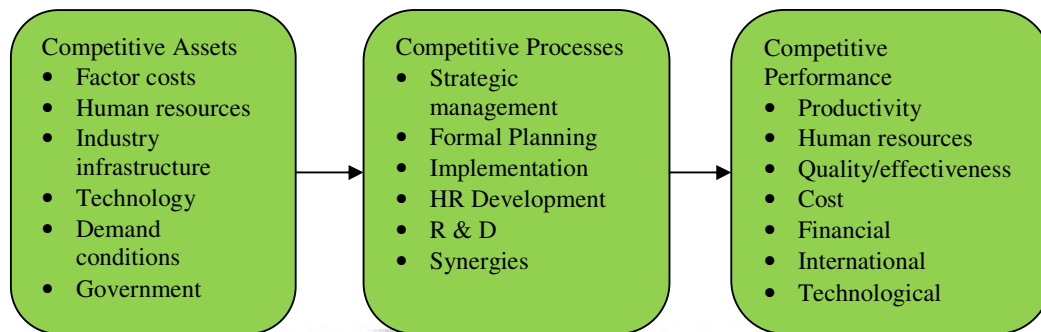 Competitive Assets
• Factor costs
• Human resources
• Industry
infrastructure
• Technology
• Demand
conditions
• Government
Competitive Processes
• Strategic
management
• Formal Planning
• Implementation
• HR Development
• R & D
• Synergies
Competitive
Performance
• Productivity
• Human resources
• Quality/effectiveness
• Cost
• Financial
• International
• Technological